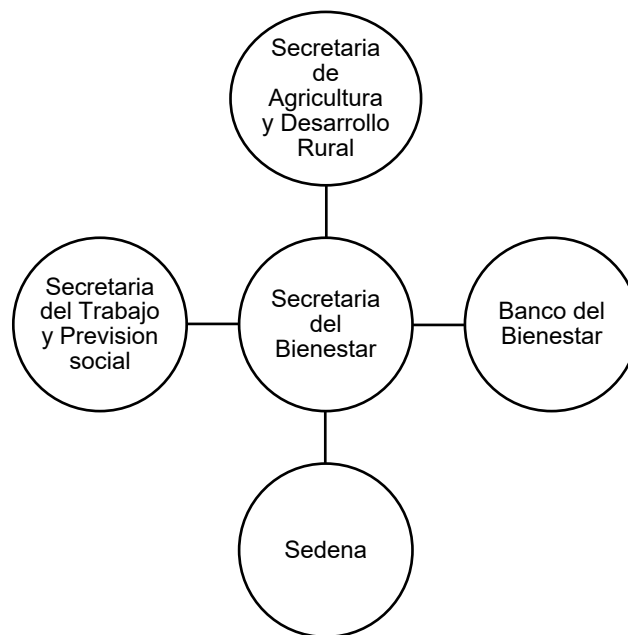 Secretaria
de
Agricultura
y Desarrollo
Rural
Secretaria
del Trabajo
y Prevision
social
Secretaria
del
Bienestar
Banco del
Bienestar
Sedena